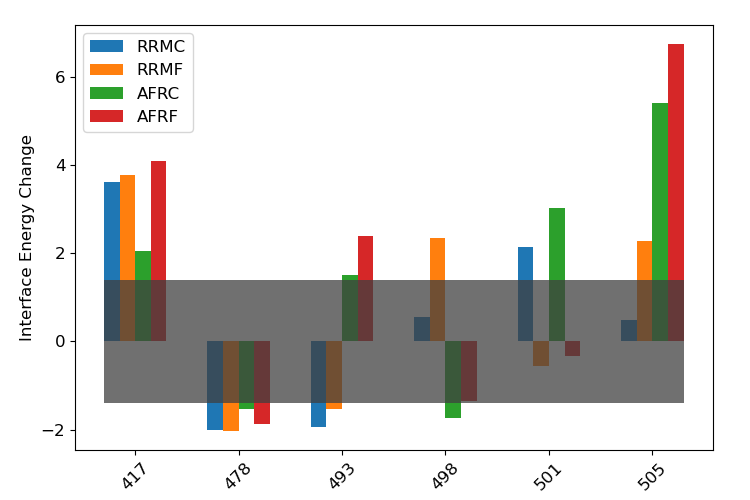 RRMC
RRMF
AFRC
AFRF
Interface Energy Change
6
4
2
0
−2
417
478
493
498
501
505